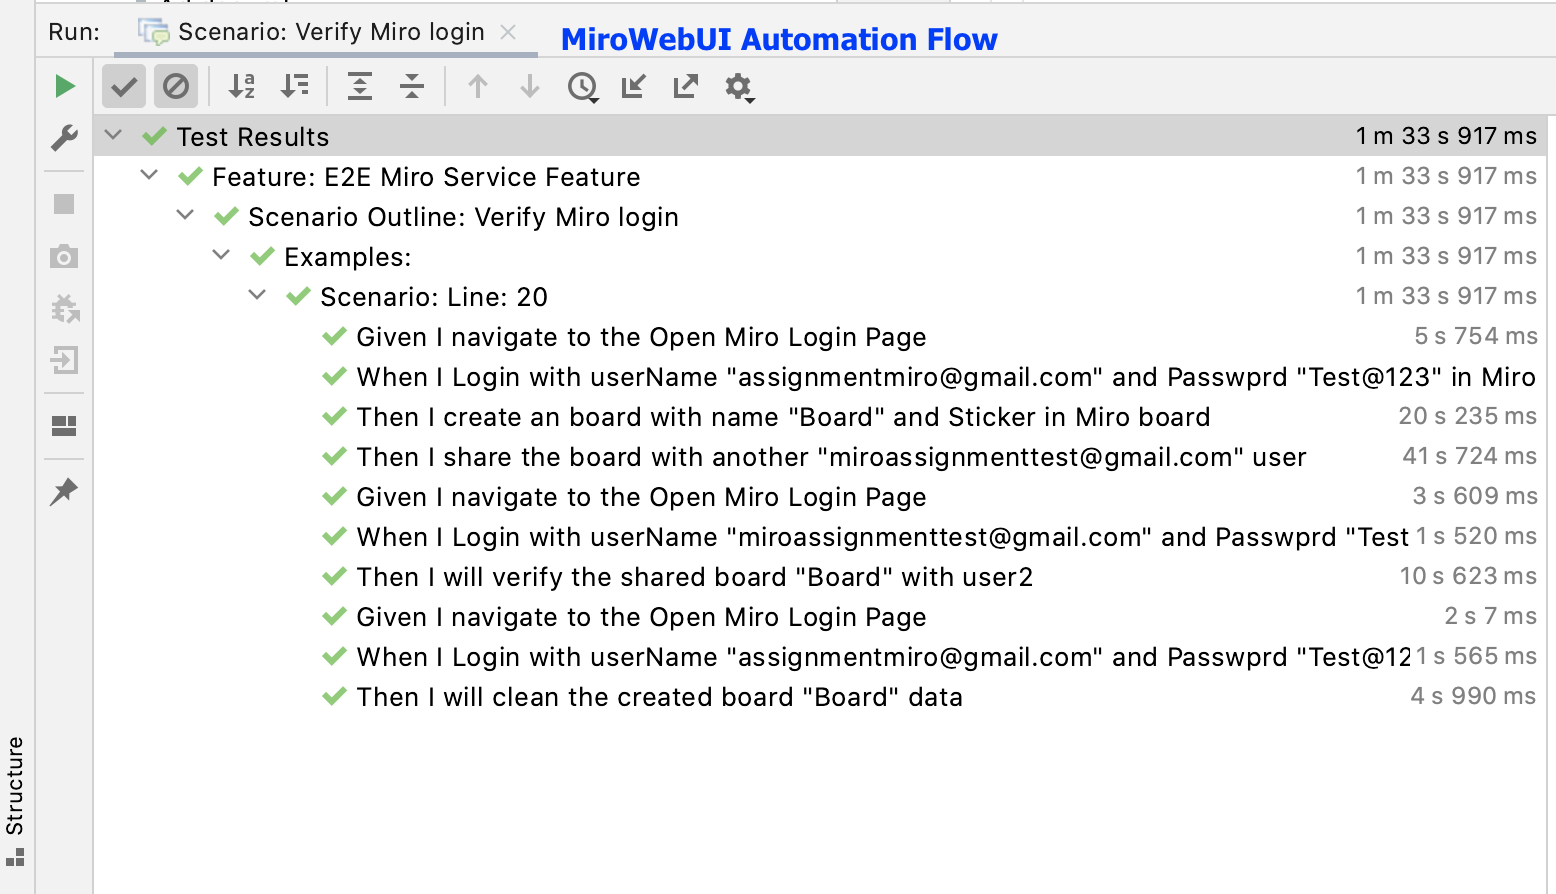 Run:
Scenario: Verify Miro login
MiroWebUI Automation Flow
Test Results 1 m 33 s 917 ms
Feature: E2E Miro Service Feature 1 m 33 s 917 ms
Scenario Outline: Verify Miro login 1 m 33 s 917 ms
Examples: 1 m 33 s 917 ms
Scenario: Line: 20 1 m 33 s 917 ms
Given I navigate to the Open Miro Login Page 5 s 754 ms
When I Login with userName "assignmentmiro@gmail.com" and Passwprd "Test@123" in Miro
Then I create an board with name "Board" and Sticker in Miro board 20 s 235 ms
Then I share the board with another "miroassignmenttest@gmail.com" user 41 s 724 ms
Given I navigate to the Open Miro Login Page 3 s 609 ms
When I Login with userName "miroassignmenttest@gmail.com" and Passwprd "Test 1 s 520 ms
Then I will verify the shared board "Board" with user2 10 s 623 ms
Given I navigate to the Open Miro Login Page 2 s 7 ms
When I Login with userName "assignmentmiro@gmail.com" and Passwprd "Test@12 1 s 565 ms
Then I will clean the created board "Board" data 4 s 990 ms
Structure